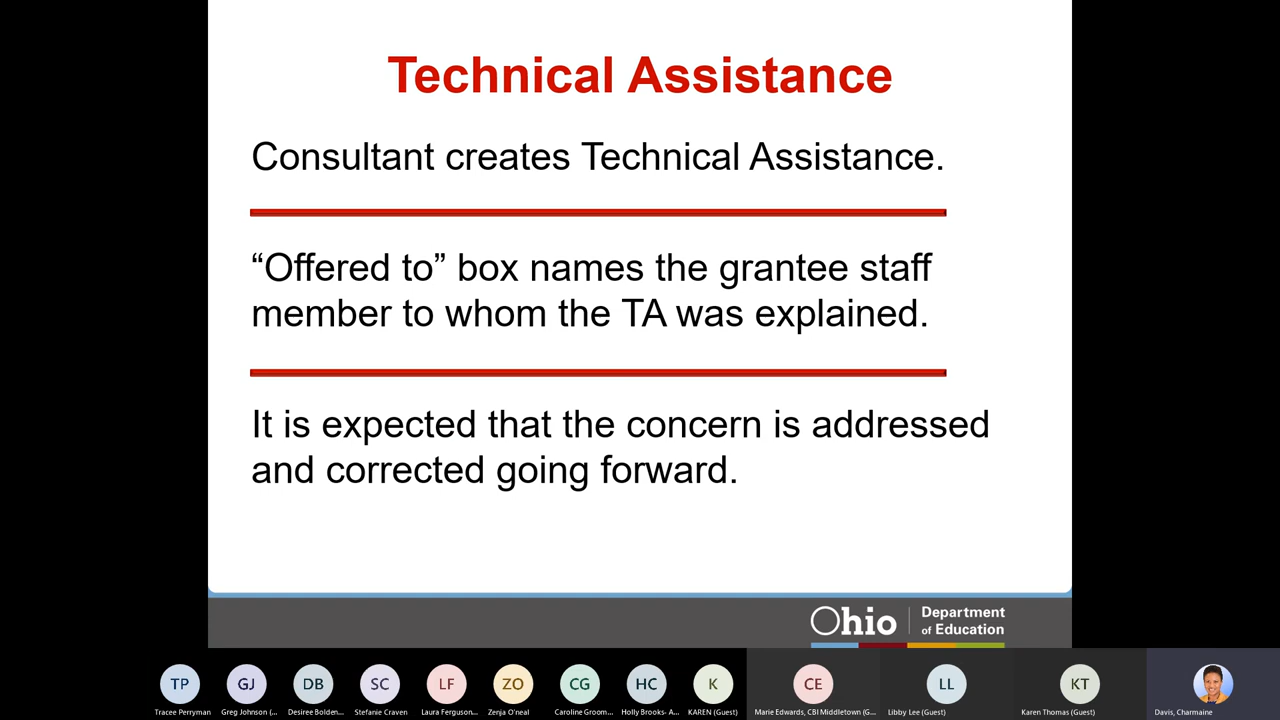 Technical Assistance
Consultant creates Technical Assistance.
“Offered to” box names the grantee staff
member to whom the TA was explained.
It is expected that the concern is addressed
and corrected going forward.
Ohio
Department
of Education
TP
GJ
DB
SC
LF
ZO
CG
HC
K
CE
LL
KT
Tracee Perryman
Greg Johnson (...
Desiree Bolden...
Stefanie Craven
Laura Ferguson...
Zenja O'neal
Caroline Groom...
Holly Brooks- A...
KAREN (Guest)
Marie Edwards, CBI Middletown (G...
Libby Lee (Guest)
Karen Thomas (Guest)
Davis, Charmaine